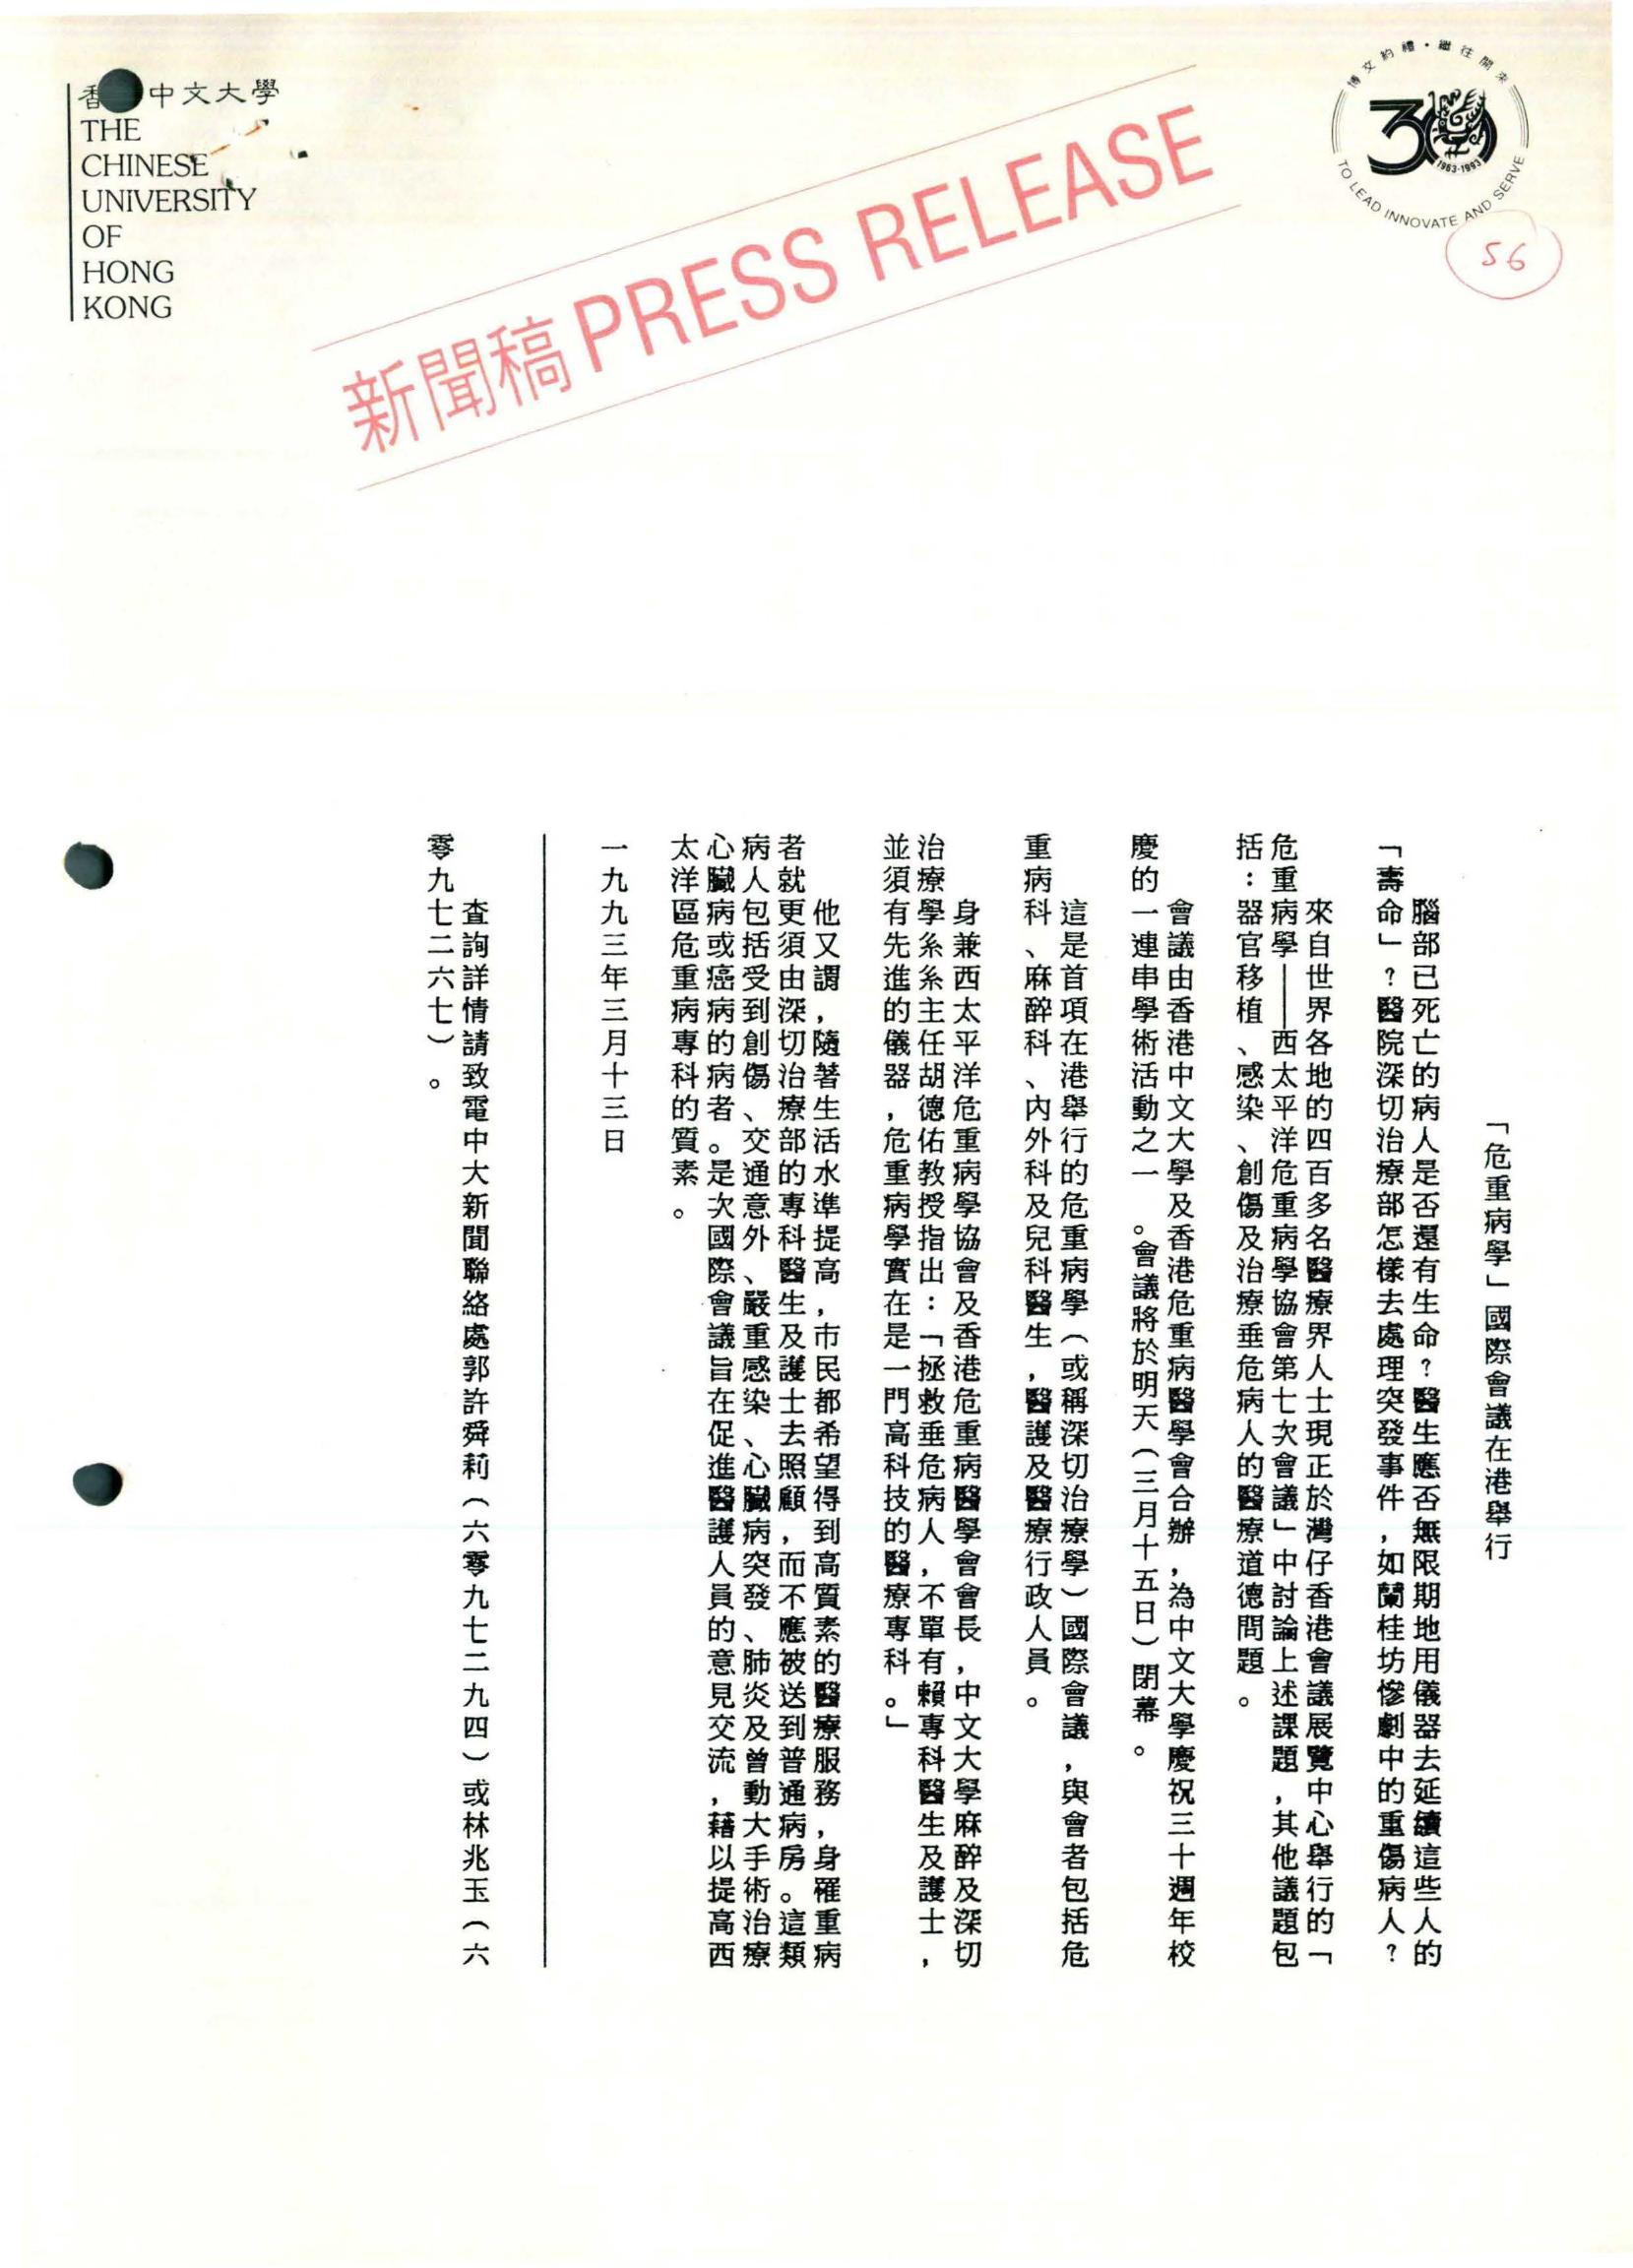 香 中文大學
THE
CHINESE
UNIVERSITY
OF
HONG
KONG
新聞稿 PRESS RELEASE
博文約禮·繼往開來
30
1963-1993
TO LEAD INNOVATE AND SERVE
56
「危重病學」國際會議在港舉行
腦部已死亡的病人是否還有生命?醫生應否無限期地用儀器去延續這些人的
「壽命」?醫院深切治療部怎樣去處理突發事件,如蘭桂坊慘劇中的重傷病人?
來自世界各地的四百多名醫療界人士現正於灣仔香港會議展覽中心舉行的「
危重病學——西太平洋危重病學協會第七次會議」中討論上述課題,其他議題包
括:器官移植、感染、創傷及治療垂危病人的醫療道德問題。
會議由香港中文大學及香港危重病醫學會合辦,為中文大學慶祝三十週年校
慶的一連串學術活動之一。會議將於明天(三月十五日)閉幕。
這是首項在港舉行的危重病學(或稱深切治療學)國際會議,與會者包括危
重病科、麻醉科、內外科及兒科醫生,醫護及醫療行政人員。
身兼西太平洋危重病學協會及香港危重病醫學會會長,中文大學麻醉及深切
治療學系系主任胡德佑教授指出:「拯救垂危病人,不單有賴專科醫生及護士,
並須有先進的儀器,危重病學實在是一門高科技的醫療專科。」
他又謂,隨著生活水準提高,市民都希望得到高質素的醫療服務,身罹重病
者就更須由深切治療部的專科醫生及護士去照顧,而不應被送到普通病房。這類
病人包括受到創傷、交通意外、嚴重感染、心臟病突發、肺炎及曾動大手術治療
心臟病或癌病的病者。是次國際會議旨在促進醫護人員的意見交流,藉以提高西
太洋區危重病專科的質素。
一九九三年三月十三日
查詢詳情請致電中大新聞聯絡處郭許舜莉(六零九七二九四)或林兆玉(六
零九七二六七)。